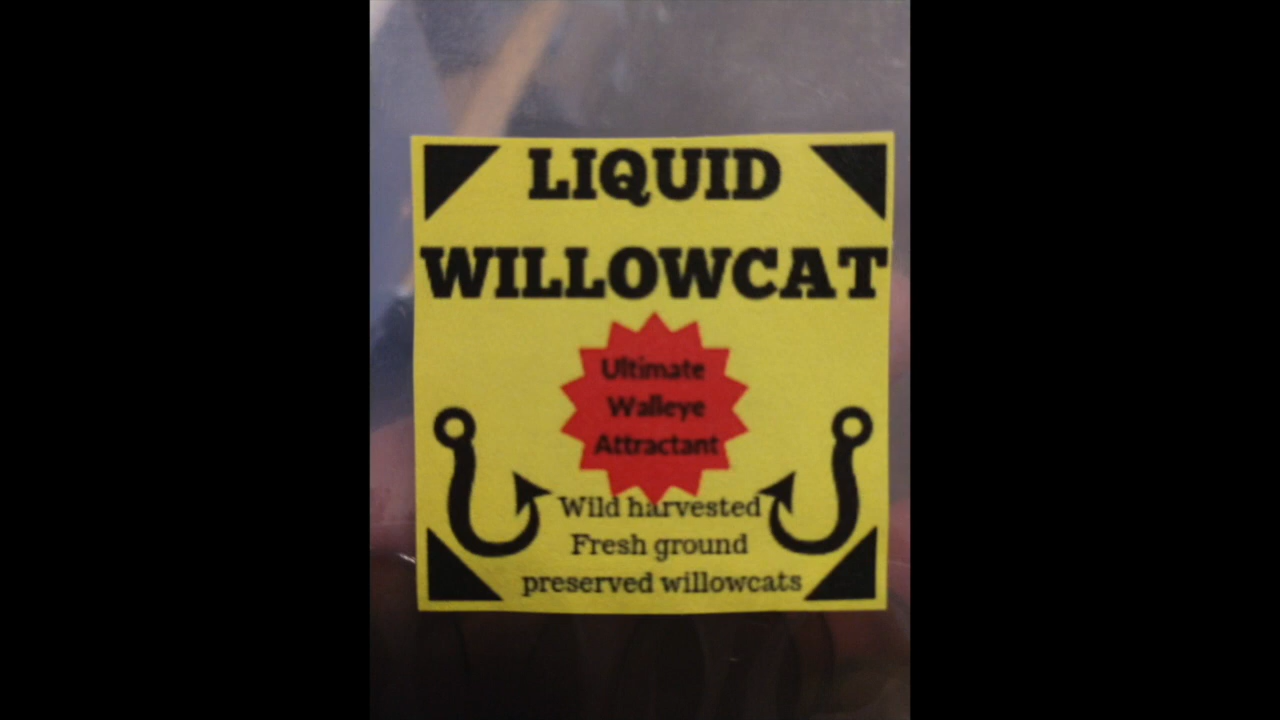 LIQUID
WILLOWCAT
Ultimate
Walleye
Attractant
Wild harvested
Fresh ground
preserved willowcats